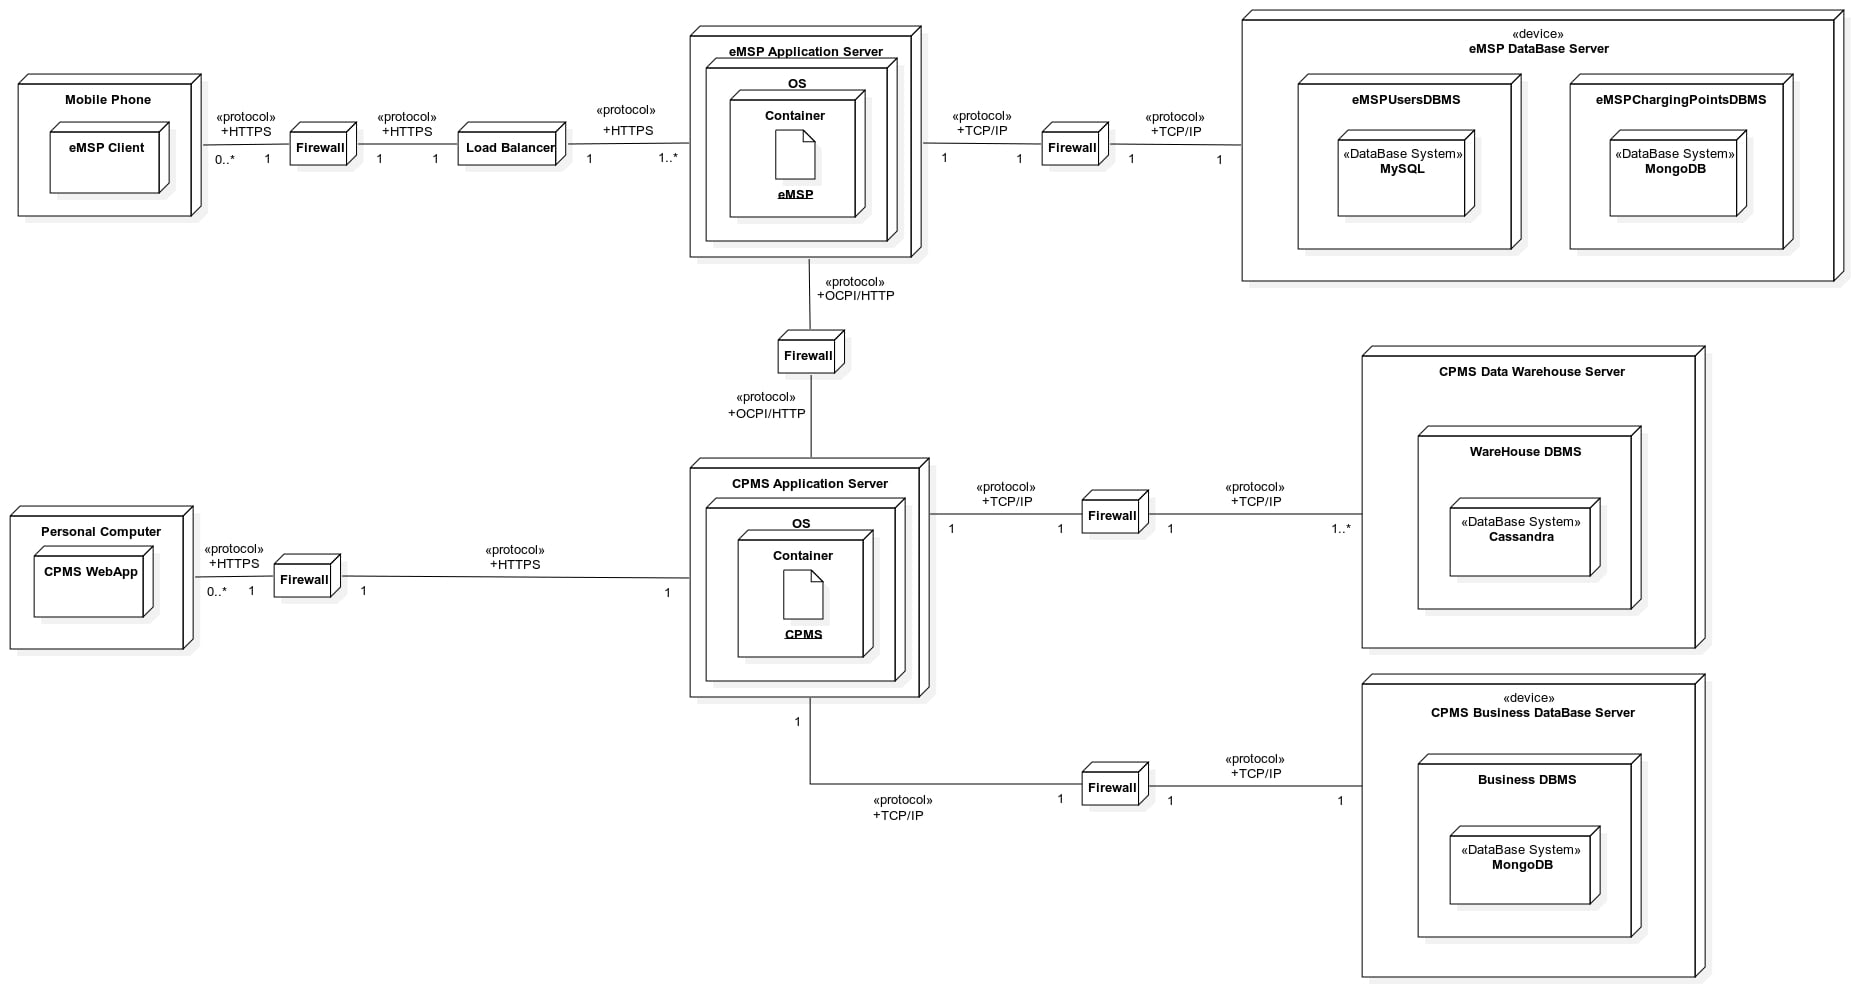 Mobile Phone
eMSP Client
«protocol»
+HTTPS
0..*
1
Firewall
«protocol»
+HTTPS
1
1
Load Balancer
«protocol»
+HTTPS
1
1..*
eMSP Application Server
OS
Container
eMSP
«protocol»
+TCP/IP
1
1
Firewall
«protocol»
+TCP/IP
1
1
«device»
eMSP DataBase Server
eMSPUsersDBMS
«DataBase System»
MySQL
eMSPChargingPointsDBMS
«DataBase System»
MongoDB
«protocol»
+OCPI/HTTP
Firewall
«protocol»
+OCPI/HTTP
Personal Computer
CPMS WebApp
«protocol»
+HTTPS
0..*
1
Firewall
«protocol»
+HTTPS
1
1
CPMS Application Server
OS
Container
CPMS
«protocol»
+TCP/IP
1
1
Firewall
«protocol»
+TCP/IP
1
1..*
CPMS Data Warehouse Server
WareHouse DBMS
«DataBase System»
Cassandra
1
«protocol»
+TCP/IP
1
Firewall
«protocol»
+TCP/IP
1
1
«device»
CPMS Business DataBase Server
Business DBMS
«DataBase System»
MongoDB